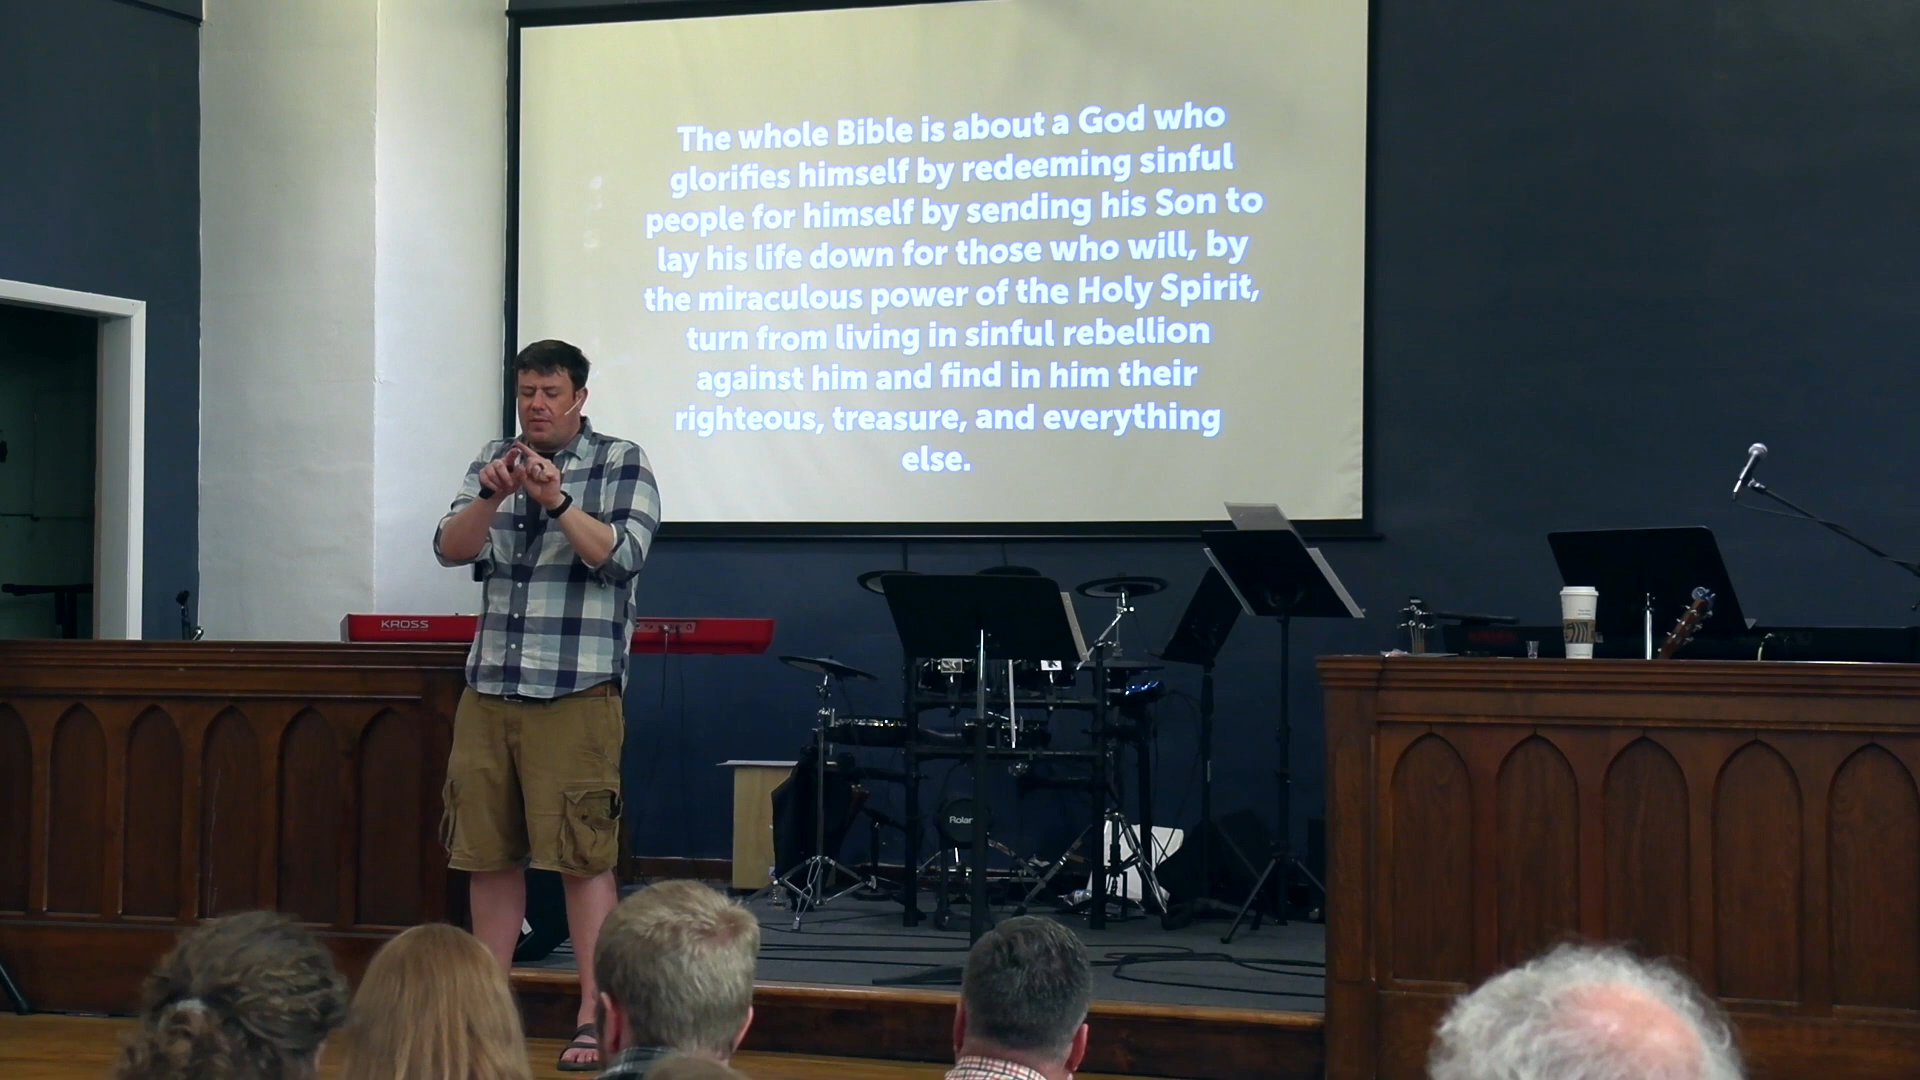 The whole Bible is about a God who
glorifies himself by redeeming sinful
people for himself by sending his Son to
lay his life down for those who will, by
the miraculous power of the Holy Spirit,
turn from living in sinful rebellion
against him and find in him their
righteous, treasure, and everything
else.
KROSS
Roland